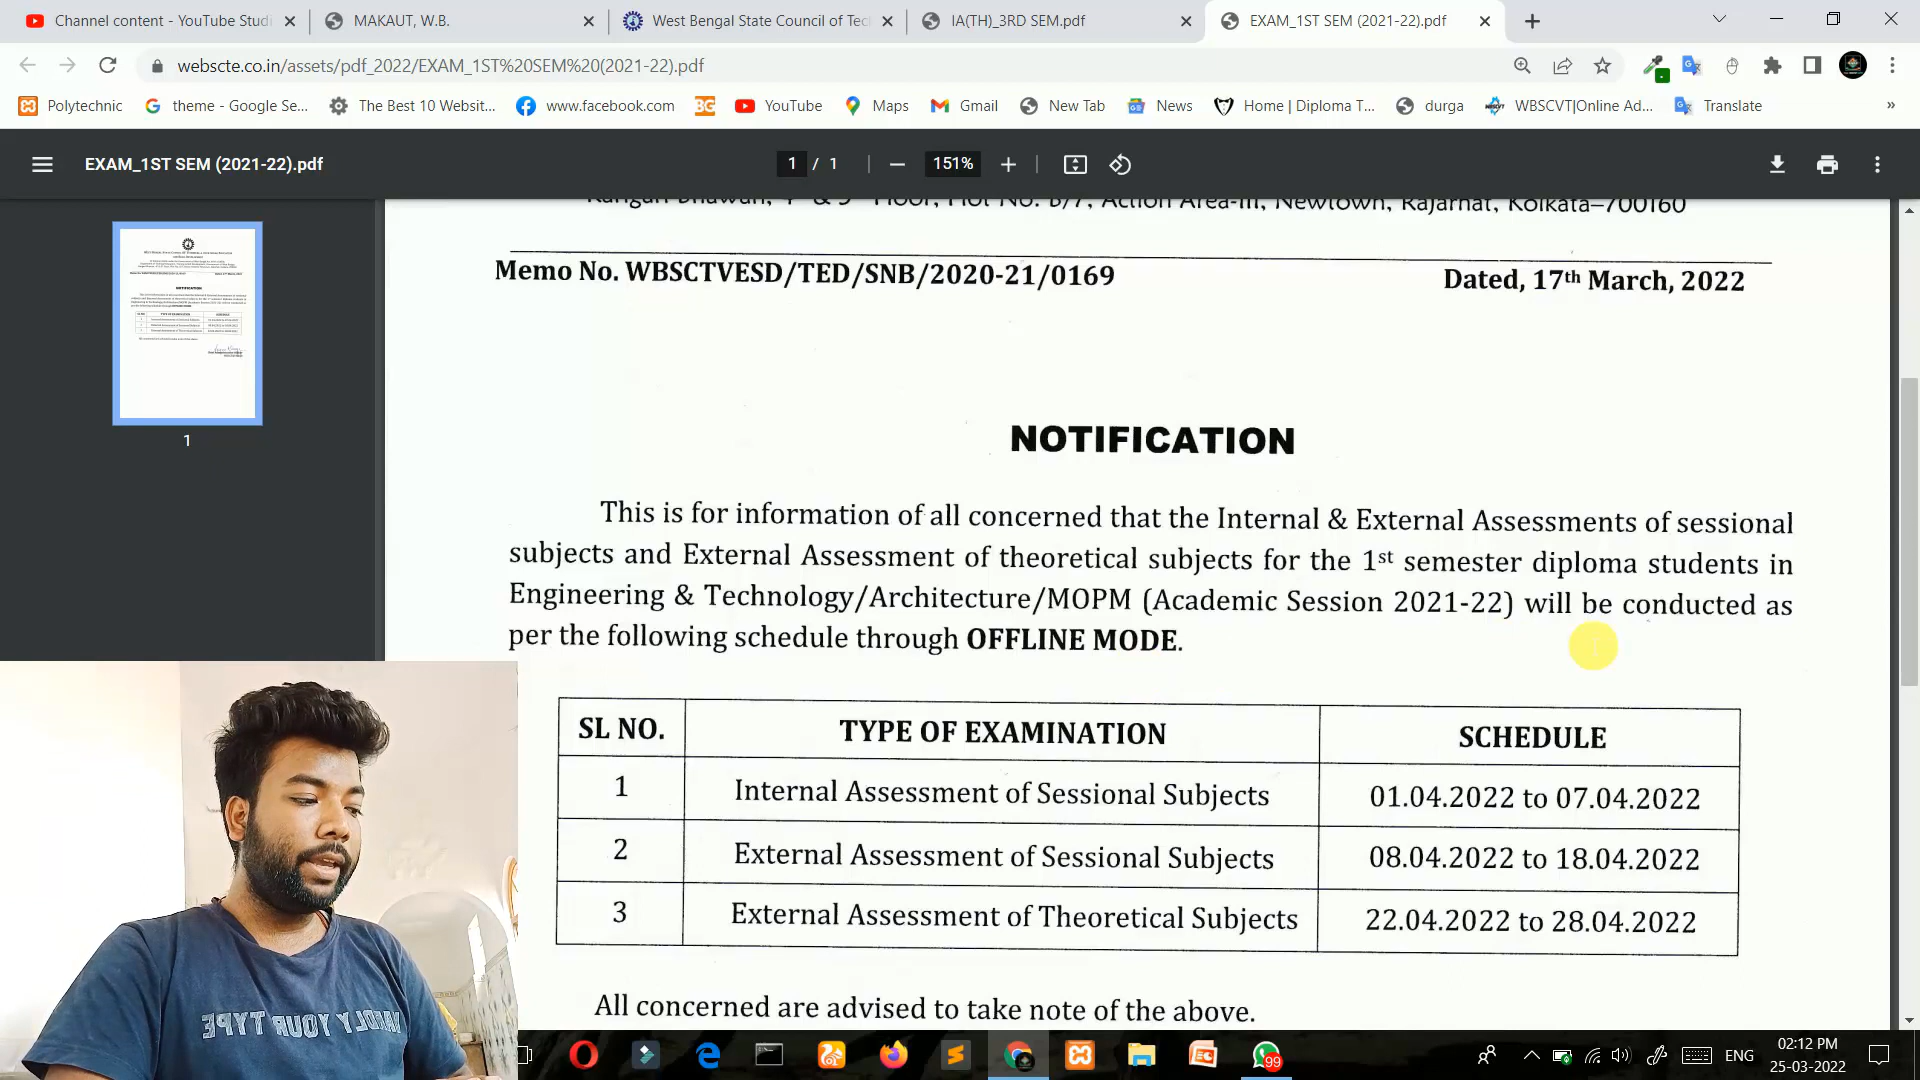 Channel content - YouTube Studi
MAKAUT, W.B.
West Bengal State Council of Tec
IA(TH)_3RD SEM.pdf
EXAM_1ST SEM (2021-22).pdf
webscte.co.in/assets/pdf_2022/EXAM_1ST%20SEM%20(2021-22).pdf
Polytechnic
theme - Google Se...
The Best 10 Websit...
www.facebook.com
BG
YouTube
Maps
Gmail
New Tab
News
Home | Diploma T...
durga
WBSCVT|Online Ad...
Translate
»
EXAM_1ST SEM (2021-22).pdf
1 / 1
151%
1
Memo No. WBSCTVESD/TED/SNB/2020-21/0169
Dated, 17th March, 2022
NOTIFICATION
This is for information of all concerned that the Internal & External Assessments of sessional
subjects and External Assessment of theoretical subjects for the 1st semester diploma students in
Engineering & Technology/Architecture/MOPM (Academic Session 2021-22) will be conducted as
per the following schedule through OFFLINE MODE.
SL NO. TYPE OF EXAMINATION SCHEDULE
1 Internal Assessment of Sessional Subjects 01.04.2022 to 07.04.2022
2 External Assessment of Sessional Subjects 08.04.2022 to 18.04.2022
3 External Assessment of Theoretical Subjects 22.04.2022 to 28.04.2022
All concerned are advised to take note of the above.
YOUR TYPE
99
ENG
02:12 PM
25-03-2022